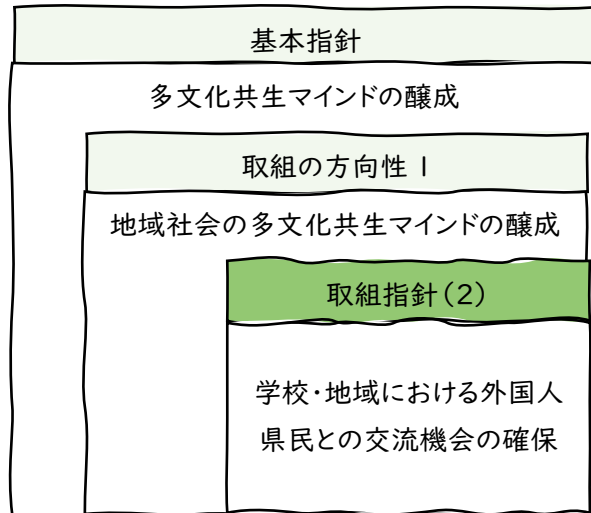 基本指針
多文化共生マインドの醸成
取組の方向性 1
地域社会の多文化共生マインドの醸成
取組指針(2)
学校・地域における外国人
県民との交流機会の確保